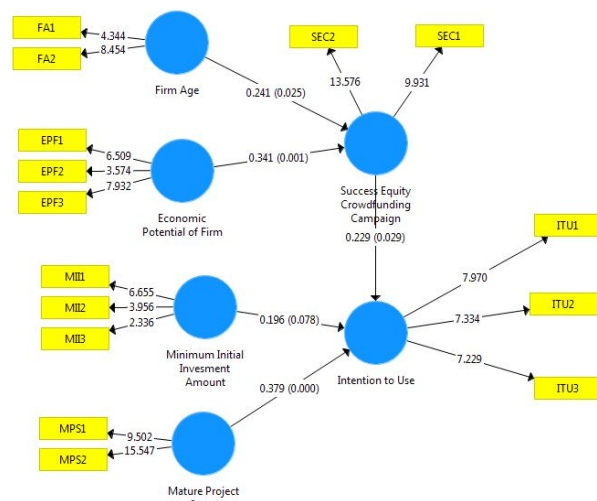 FA1
4.344
FA2
8.454
Firm Age
SEC2
SEC1
13.576
9.931
0.241 (0.025)
EPF1
6.509
EPF2
3.574
EPF3
7.932
Economic
Potential of Firm
0.341 (0.001)
Success Equity
Crowdfunding
Campaign
0.229 (0.029)
MII1
6.655
MII2
3.956
MII3
2.336
Minimum Initial
Invesment
Amount
0.196 (0.078)
Intention to Use
ITU1
7.970
ITU2
7.334
ITU3
7.229
0.379 (0.000)
MPS1
9.502
MPS2
15.547
Mature Project